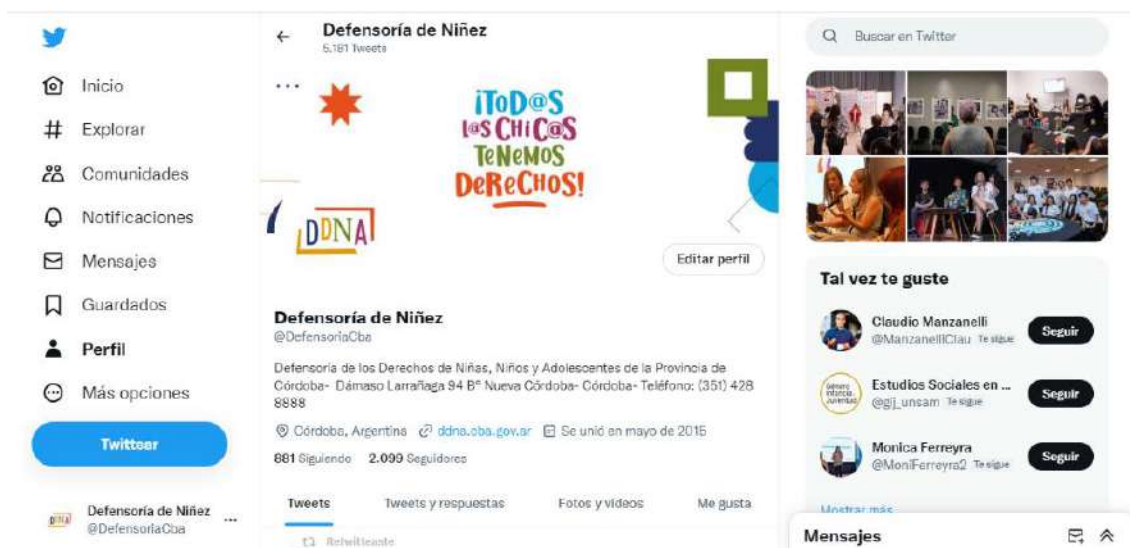 Inicio
Explorar
Comunidades
Notificaciones
Mensajes
Guardados
Perfil
Más opciones
Twittear
Defensoría de Niñez
@DefensoriaCba
Defensoría de Niñez
5.181 Tweets
¡ToD@S
l@S CHiC@S
TeNeMOS
DeReCHOS!
DDNA
Editar perfil
Defensoría de Niñez
@DefensoriaCba
Defensoría de los Derechos de Niñas, Niños y Adolescentes de la Provincia de
Córdoba- Dámaso Larrañaga 94 Bº Nueva Córdoba- Córdoba- Teléfono: (351) 428
8888
Córdoba, Argentina ddna.cba.gov.ar Se unió en mayo de 2015
881 Siguiendo 2.099 Seguidores
Tweets Tweets y respuestas Fotos y videos Me gusta
Buscar en Twitter
Tal vez te guste
Claudio Manzanelli
@ManzanelliClau Te sigue
Seguir
Estudios Sociales en ...
@gij_unsam Te sigue
Seguir
Monica Ferreyra
@MoniFerreyra2 Te sigue
Seguir
Mostrar más
Mensajes